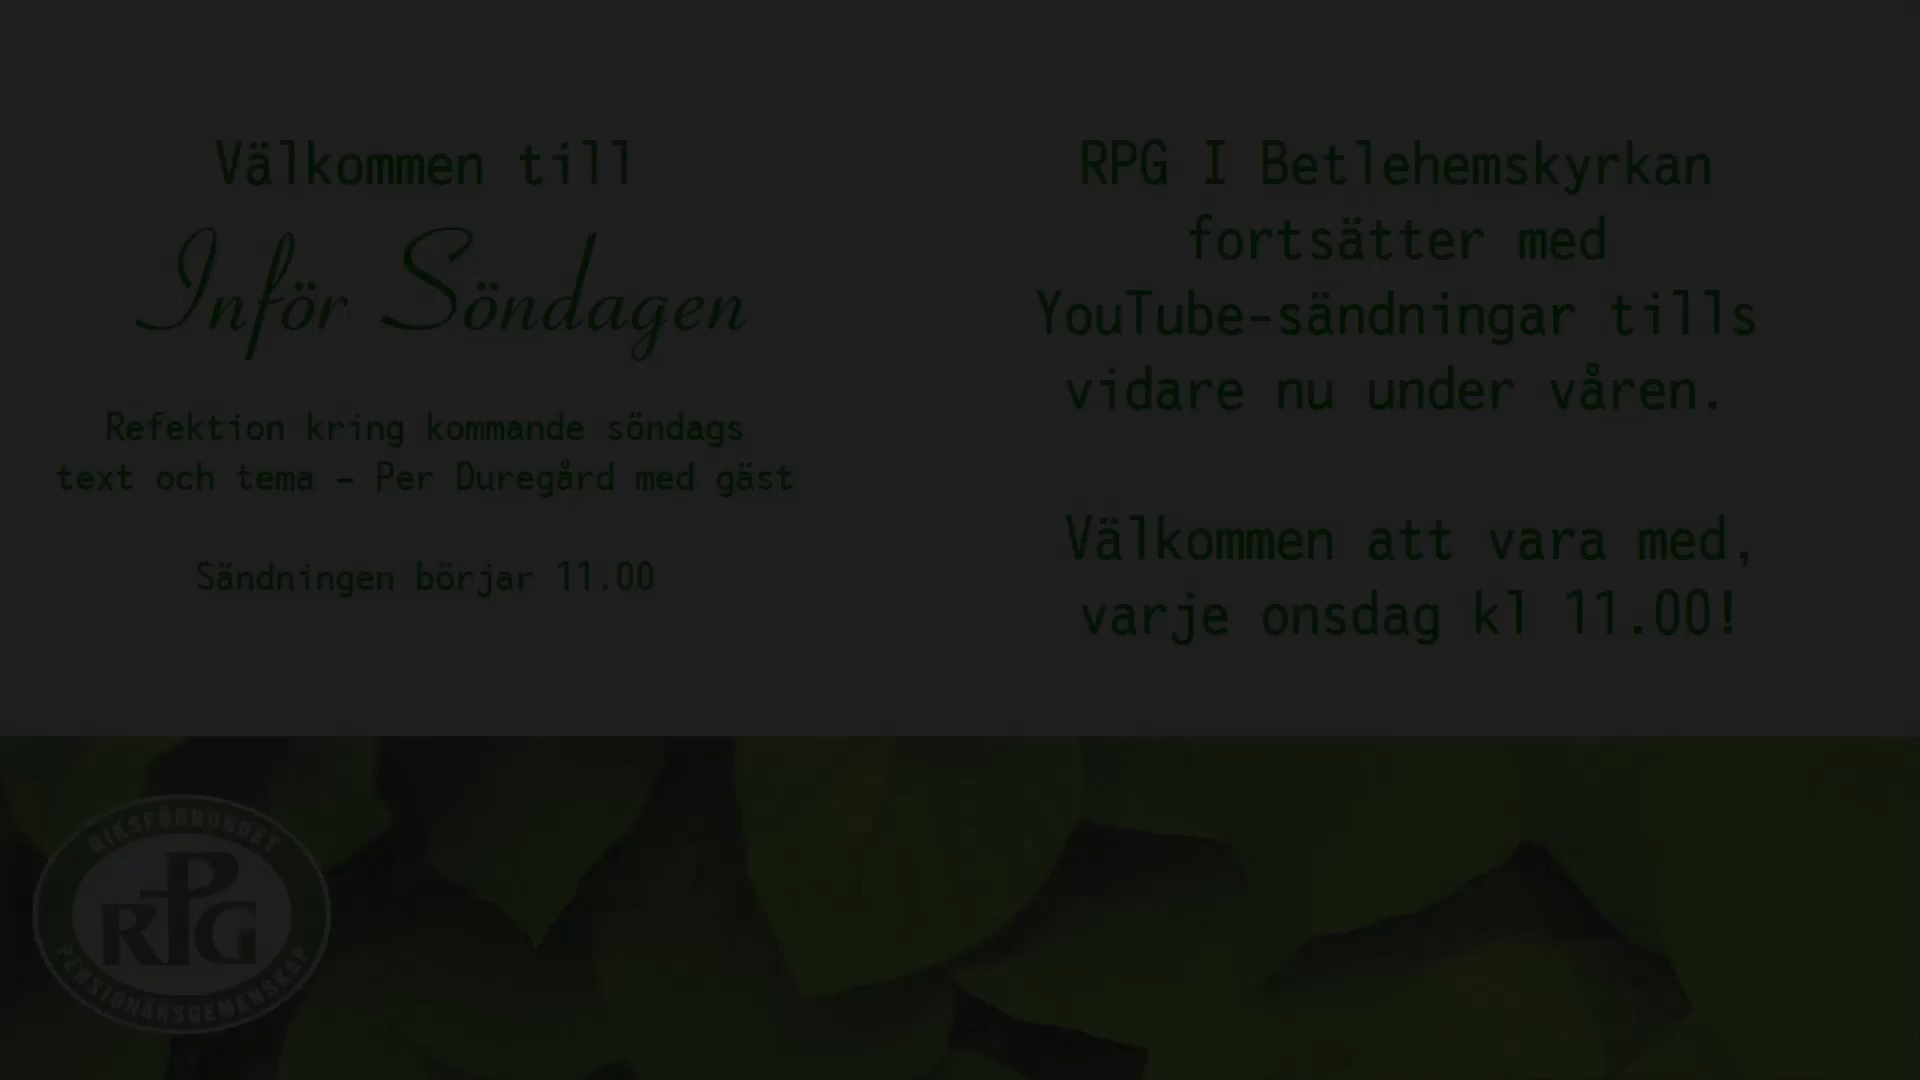 Välkommen till
Inför Söndagen
Refektion kring kommande söndags
text och tema – Per Duregård med gäst
Sändningen börjar 11.00
RPG I Betlehemskyrkan
fortsätter med
YouTube-sändningar tills
vidare nu under våren.
Välkommen att vara med,
varje onsdag kl 11.00!
RIKSFÖRBUNDET
RPG
PENSIONÄRSGEMENSKAP